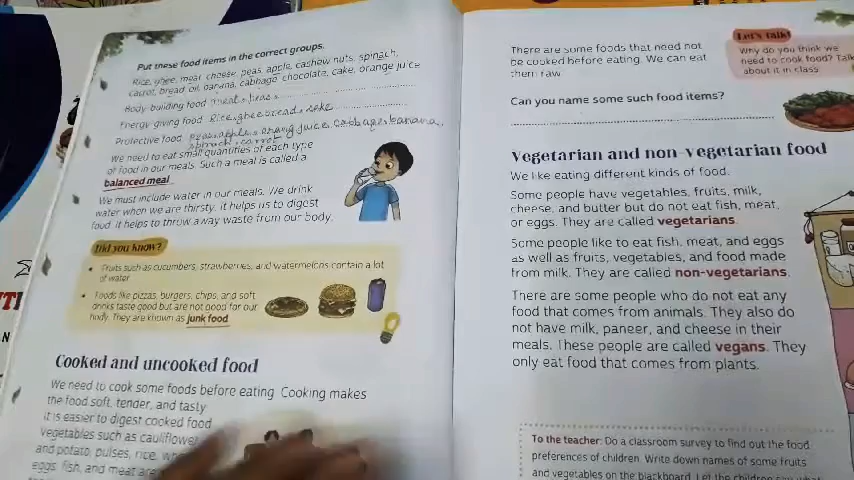 Put these food items in the correct groups.
Rice, ghee, meat, cheese, peas, apple, cashew nuts, spinach,
carrot, bread, oil, banana, cabbage, chocolate, cake, orange juice
Body-building food meat,
Energy-giving food Rice, ghee, bread, cake
Protective food Peas, apple, orang juice, cabbage, banana,
spinach, carrot
We need to eat small quantities of each type
of food in our meals. Such a meal is called a
balanced meal.
We must include water in our meals. We drink
water when we are thirsty. It helps us to digest
food. It helps to throw away waste from our body.
Did you know?
• Fruits such as cucumbers, strawberries, and watermelons contain a lot
of water.
• Foods like pizzas, burgers, chips, and soft
drinks taste good but are not good for our
body. They are known as junk food.
Cooked and uncooked food
We need to cook some foods before eating. Cooking makes
the food soft, tender, and tasty.
It is easier to digest cooked food.
Vegetables such as cauliflower
and potato, pulses, rice,
eggs, fish, and meat are
There are some foods that need not
be cooked before eating. We can eat
them raw.
Let's talk!
Why do you think we
need to cook food? Talk
about it in class.
Can you name some such food items?
Vegetarian and non-vegetarian food
We like eating different kinds of food.
Some people have vegetables, fruits, milk,
cheese, and butter but do not eat fish, meat,
or eggs. They are called vegetarians.
Some people like to eat fish, meat, and eggs
as well as fruits, vegetables, and food made
from milk. They are called non-vegetarians.
There are some people who do not eat any
food that comes from animals. They also do
not have milk, paneer, and cheese in their
meals. These people are called vegans. They
only eat food that comes from plants.
To the teacher: Do a classroom survey to find out the food
preferences of children. Write down names of some fruits
and vegetables on the blackboard. Let the children say what